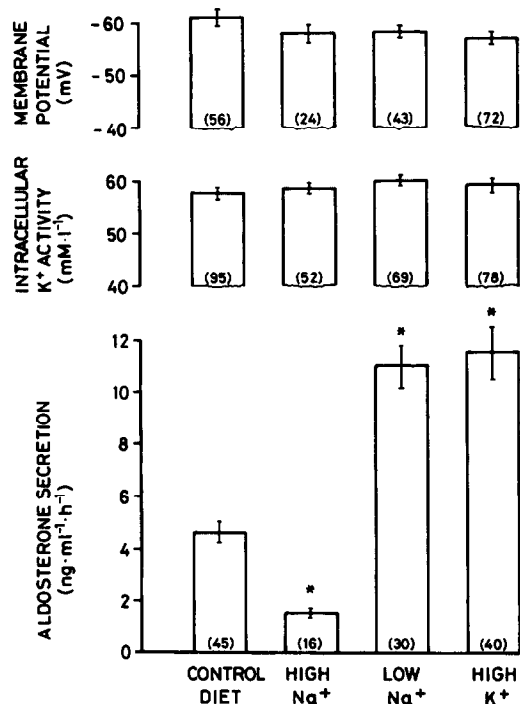 MEMBRANE
POTENTIAL
(mV)
-60
-50
-40
(56) (24) (43) (72)
INTRACELLULAR
K⁺ ACTIVITY
(mM·l⁻¹)
60
50
40
(95) (52) (69) (78)
ALDOSTERONE SECRETION
(ng·ml⁻¹·h⁻¹)
12
10
8
6
4
2
0
* * *
(45) (16) (30) (40)
CONTROL HIGH LOW HIGH
DIET Na⁺ Na⁺ K⁺